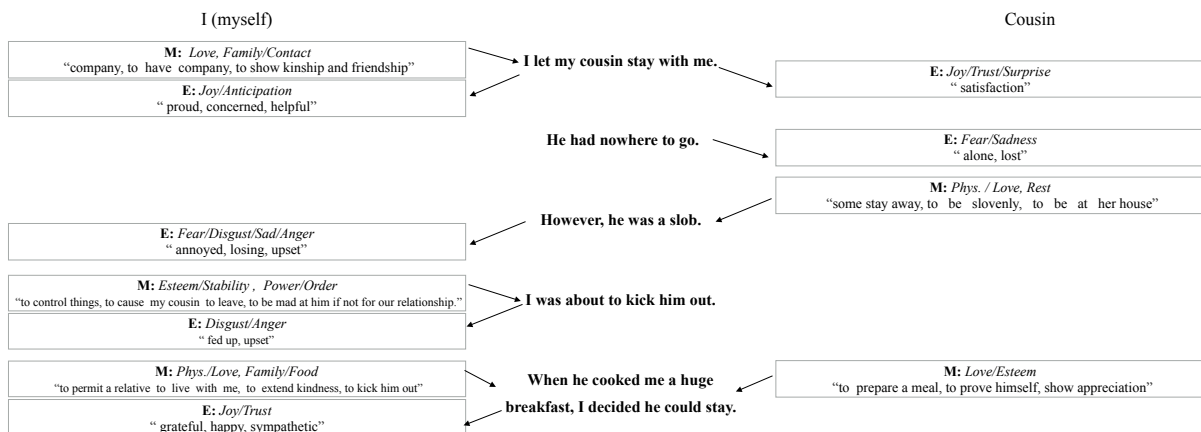 I (myself)
Cousin
M: Love, Family/Contact
“company, to have company, to show kinship and friendship”
I let my cousin stay with me.
E: Joy/Trust/Surprise
“ satisfaction”
E: Joy/Anticipation
“ proud, concerned, helpful”
He had nowhere to go.
E: Fear/Sadness
“ alone, lost”
M: Phys. / Love, Rest
“some stay away, to be slovenly, to be at her house”
However, he was a slob.
E: Fear/Disgust/Sad/Anger
“ annoyed, losing, upset”
M: Esteem/Stability , Power/Order
“to control things, to cause my cousin to leave, to be mad at him if not for our relationship.”
I was about to kick him out.
E: Disgust/Anger
“ fed up, upset”
M: Phys./Love, Family/Food
“to permit a relative to live with me, to extend kindness, to kick him out”
When he cooked me a huge
breakfast, I decided he could stay.
M: Love/Esteem
“to prepare a meal, to prove himself, show appreciation”
E: Joy/Trust
“ grateful, happy, sympathetic”